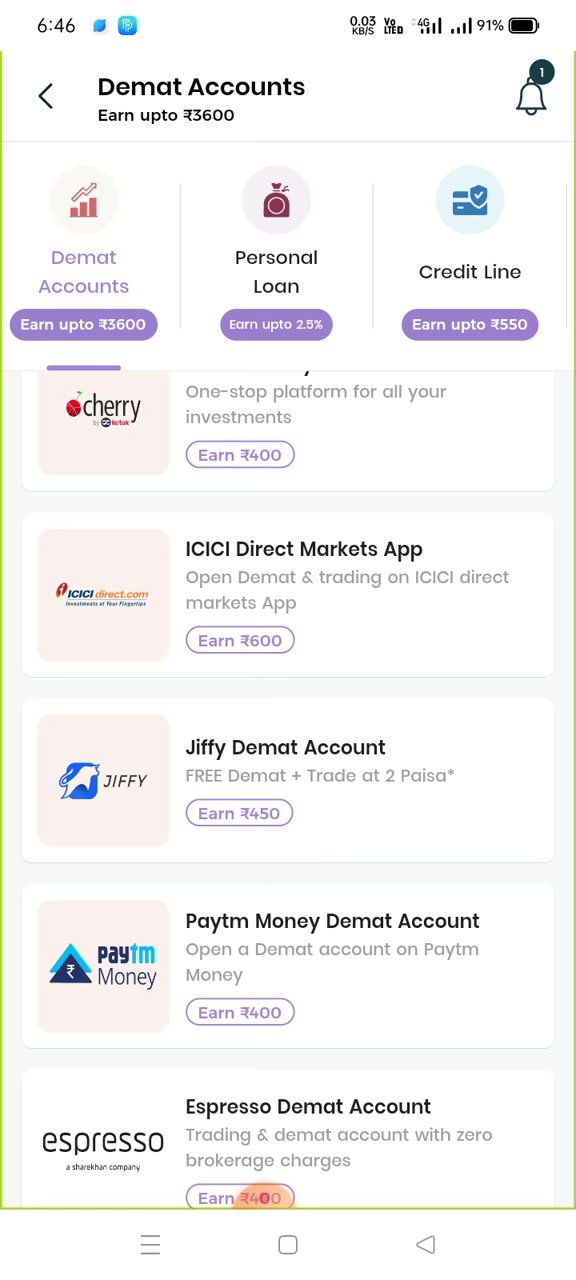 6:46
0.03
KB/S
Vo
LTED
4G
91%
Demat Accounts
Earn upto ₹3600
1
Demat
Accounts
Earn upto ₹3600
Personal
Loan
Earn upto 2.5%
Credit Line
Earn upto ₹550
cherry
by kotak
One-stop platform for all your
investments
Earn ₹400
ICICI direct.com
Investments at Your Fingertips
ICICI Direct Markets App
Open Demat & trading on ICICI direct
markets App
Earn ₹600
JIFFY
Jiffy Demat Account
FREE Demat + Trade at 2 Paisa*
Earn ₹450
paytm
Money
Paytm Money Demat Account
Open a Demat account on Paytm
Money
Earn ₹400
espresso
a sharekhan company
Espresso Demat Account
Trading & demat account with zero
brokerage charges
Earn ₹400